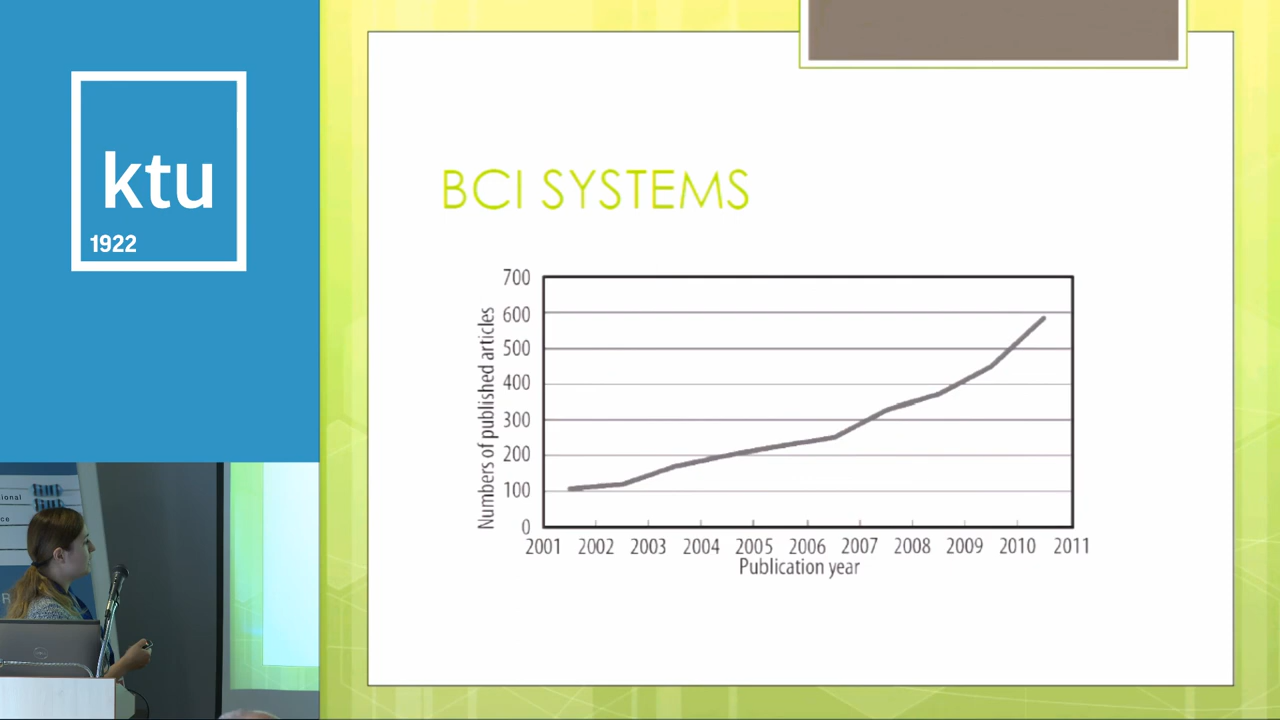 ktu
1922
BCI SYSTEMS
700
600
500
400
300
200
100
0
Numbers of published articles
2001 2002 2003 2004 2005 2006 2007 2008 2009 2010 2011
Publication year